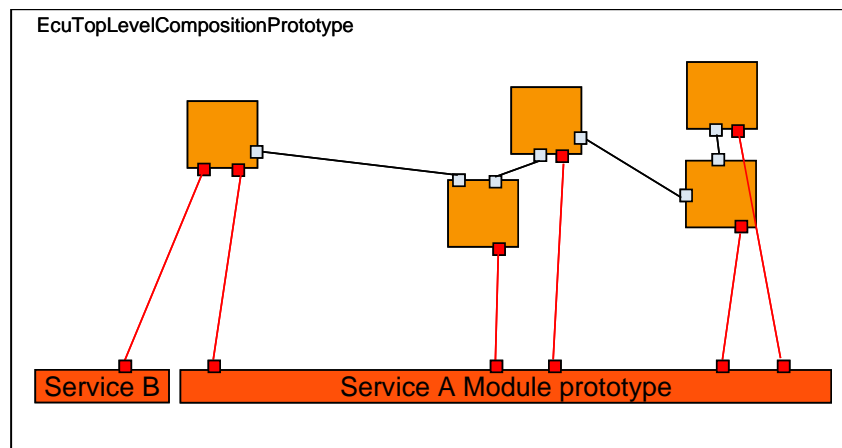 EcuTopLevelCompositionPrototype
Service B
Service A Module prototype